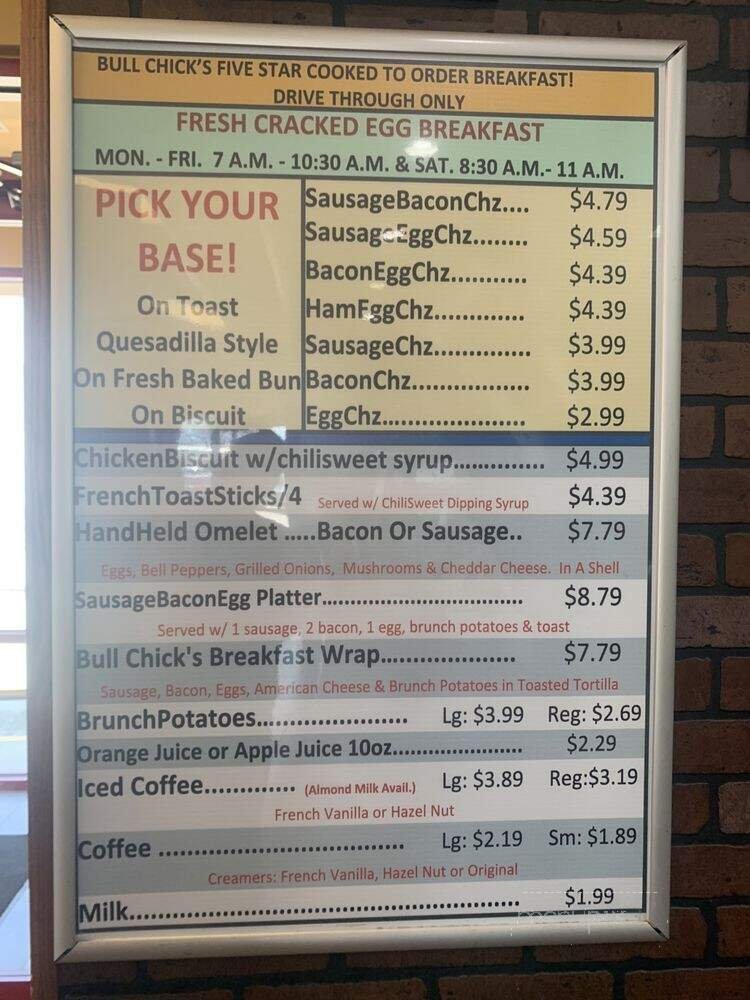 BULL CHICK'S FIVE STAR COOKED TO ORDER BREAKFAST!
DRIVE THROUGH ONLY
FRESH CRACKED EGG BREAKFAST
MON. - FRI. 7 A.M. - 10:30 A.M. & SAT. 8:30 A.M.- 11 A.M.
PICK YOUR
BASE!
On Toast
Quesadilla Style
On Fresh Baked Bun
On Biscuit
SausageBaconChz.... $4.79
SausageEggChz........ $4.59
BaconEggChz........... $4.39
HamEggChz............. $4.39
SausageChz.............. $3.99
BaconChz................. $3.99
EggChz..................... $2.99
ChickenBiscuit w/chilisweet syrup.............. $4.99
FrenchToastSticks/4 Served w/ ChiliSweet Dipping Syrup $4.39
HandHeld Omelet .....Bacon Or Sausage.. $7.79
Eggs, Bell Peppers, Grilled Onions, Mushrooms & Cheddar Cheese. In A Shell
SausageBaconEgg Platter.............................. $8.79
Served w/ 1 sausage, 2 bacon, 1 egg, brunch potatoes & toast
Bull Chick's Breakfast Wrap.................... $7.79
Sausage, Bacon, Eggs, American Cheese & Brunch Potatoes in Toasted Tortilla
BrunchPotatoes...................... Lg: $3.99 Reg: $2.69
Orange Juice or Apple Juice 10oz................... $2.29
Iced Coffee............. (Almond Milk Avail.) Lg: $3.89 Reg:$3.19
French Vanilla or Hazel Nut
Coffee .................................... Lg: $2.19 Sm: $1.89
Creamers: French Vanilla, Hazel Nut or Original
Milk......................................................... $1.99